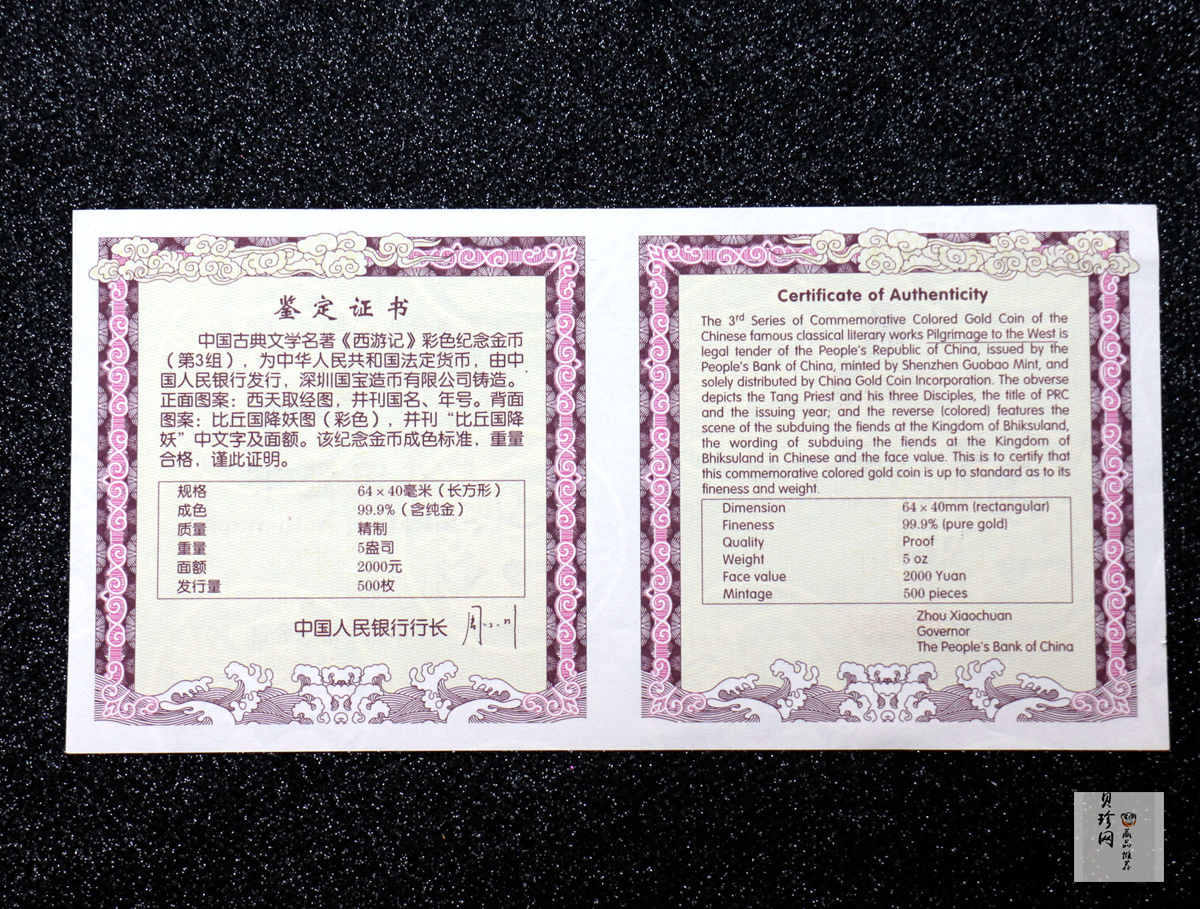 鉴定证书
中国古典文学名著《西游记》彩色纪念金币
（第3组），为中华人民共和国法定货币，由中
国人民银行发行，深圳国宝造币有限公司铸造。
正面图案：西天取经图，并刊国名、年号。背面
图案：比丘国降妖图（彩色），并刊“比丘国降
妖”中文字及面额。该纪念金币成色标准，重量
合格，谨此证明。
规格 64×40毫米（长方形）
成色 99.9%（含纯金）
质量 精制
重量 5盎司
面额 2000元
发行量 500枚
中国人民银行行长
Certificate of Authenticity
The 3rd Series of Commemorative Colored Gold Coin of the
Chinese famous classical literary works Pilgrimage to the West is
legal tender of the People's Republic of China, issued by the
People's Bank of China, minted by Shenzhen Guobao Mint, and
solely distributed by China Gold Coin Incorporation. The obverse
depicts the Tang Priest and his three Disciples, the title of PRC
and the issuing year; and the reverse (colored) features the
scene of the subduing the fiends at the Kingdom of Bhiksuland,
the wording of subduing the fiends at the Kingdom of
Bhiksuland in Chinese and the face value. This is to certify that
this commemorative colored gold coin is up to standard as to its
fineness and weight.
Dimension 64×40mm (rectangular)
Fineness 99.9% (pure gold)
Quality Proof
Weight 5 oz
Face value 2000 Yuan
Mintage 500 pieces
Zhou Xiaochuan
Governor
The People's Bank of China
贝珍网
藏品推荐